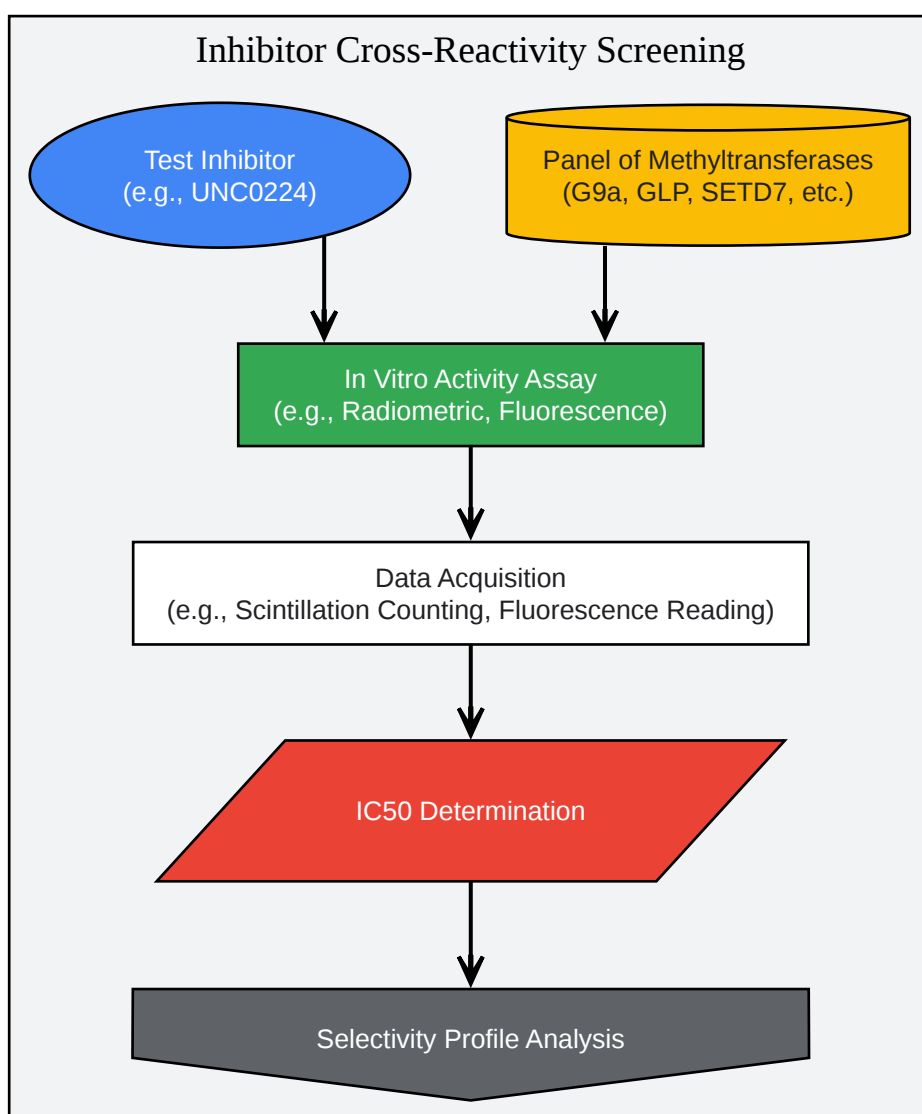 Inhibitor Cross-Reactivity Screening
Test Inhibitor
(e.g., UNC0224)
Panel of Methyltransferases
(G9a, GLP, SETD7, etc.)
In Vitro Activity Assay
(e.g., Radiometric, Fluorescence)
Data Acquisition
(e.g., Scintillation Counting, Fluorescence Reading)
IC50 Determination
Selectivity Profile Analysis